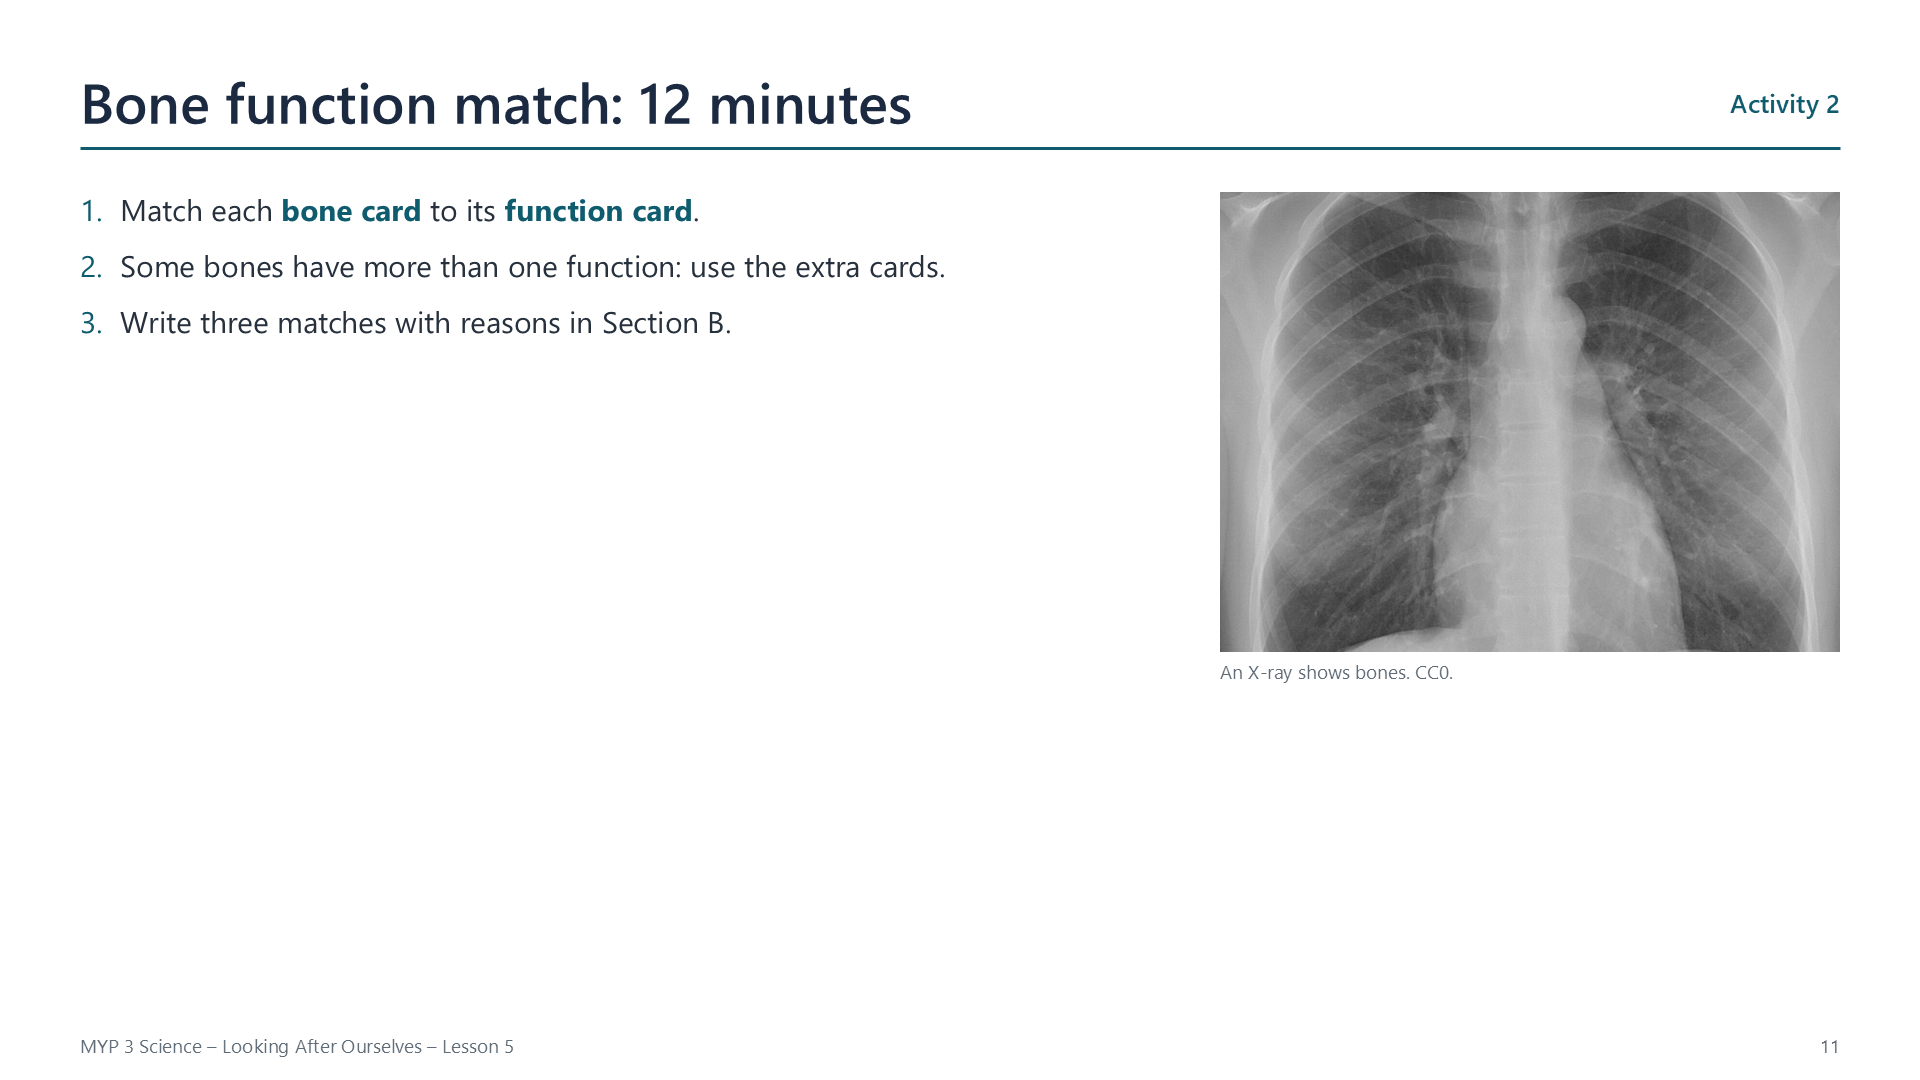 Bone function match: 12 minutes
Activity 2
1. Match each bone card to its function card.
2. Some bones have more than one function: use the extra cards.
3. Write three matches with reasons in Section B.
An X-ray shows bones. CC0.
MYP 3 Science – Looking After Ourselves – Lesson 5
11